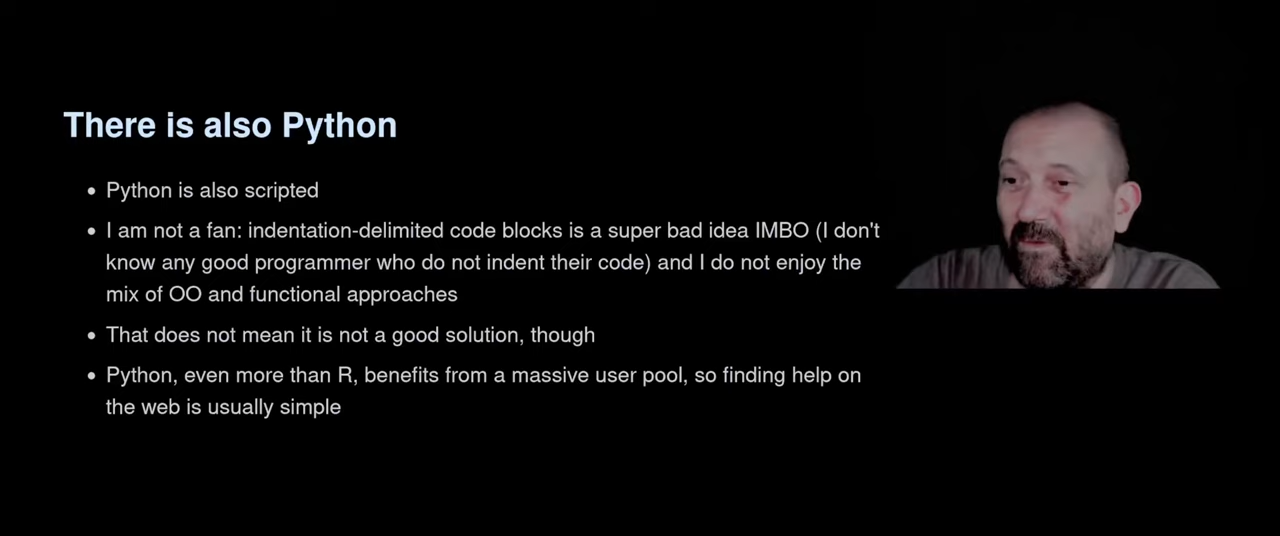 There is also Python
• Python is also scripted
• I am not a fan: indentation-delimited code blocks is a super bad idea IMBO (I don't
know any good programmer who do not indent their code) and I do not enjoy the
mix of OO and functional approaches
• That does not mean it is not a good solution, though
• Python, even more than R, benefits from a massive user pool, so finding help on
the web is usually simple